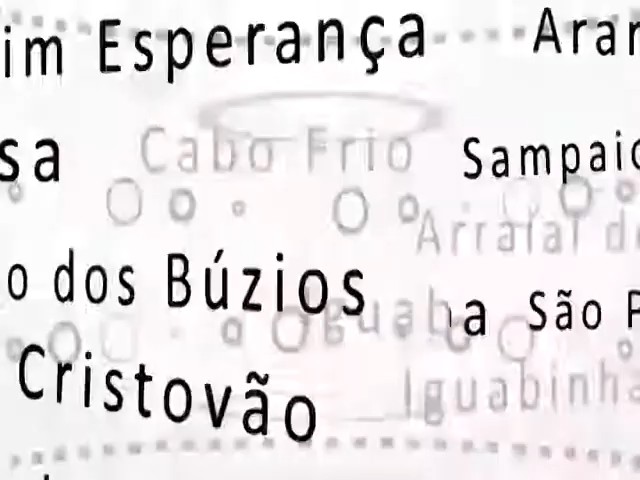 im Esperança Arar
sa Cabo Frio Sampaio
Arraial d
o dos Búzios
a São P
Cristovão
Iguabinha